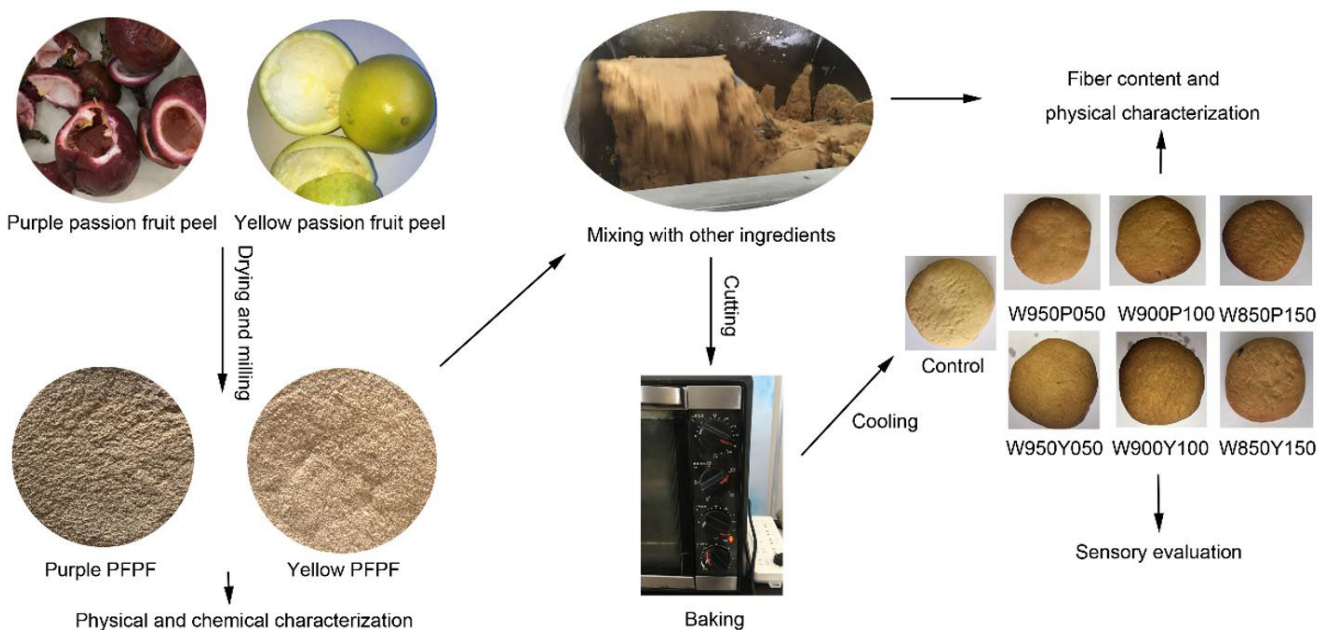 Purple passion fruit peel
Yellow passion fruit peel
Drying and milling
Purple PFPF
Yellow PFPF
Physical and chemical characterization
Mixing with other ingredients
Cutting
Baking
Cooling
Control
Fiber content and
physical characterization
W950P050
W900P100
W850P150
W950Y050
W900Y100
W850Y150
Sensory evaluation